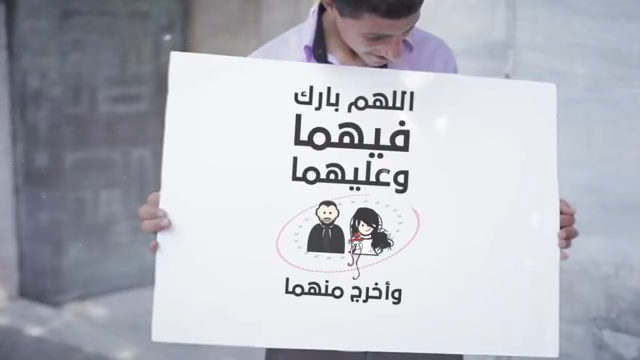 اللهم بارك
فيهما
وعليهما
وأخرج منهما